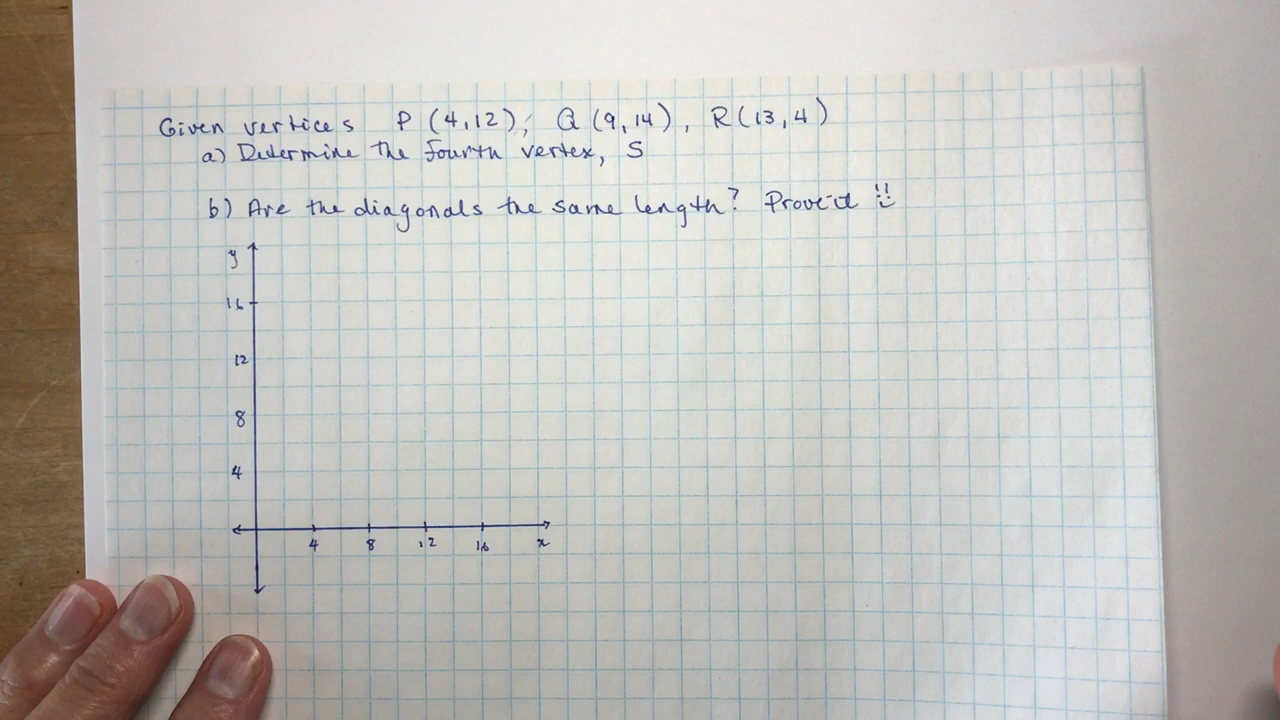 Given vertices P (4,12), Q (9,14), R(13,4)
a) Determine the fourth vertex, S
b) Are the diagonals the same length? Prove it
y
16
12
8
4
4 8 12 16 x